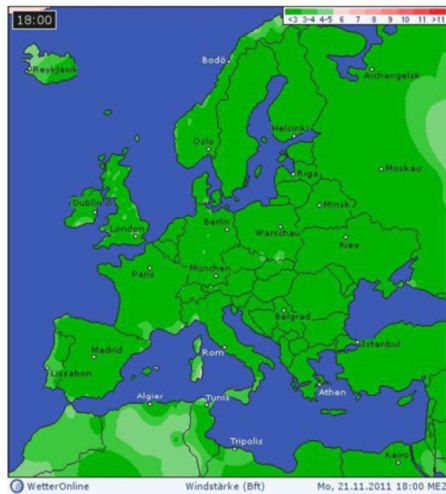 18:00
<3 3-4 4-5 6 7 8 9 10 11 >11
Reykjavik
Bodö
Archangelsk
Helsinki
Oslo
Riga
Moskau
Dublin
Minsk
London
Berlin
Warschau
Kiev
Paris
München
Belgrad
Rom
Istanbul
Madrid
Lissabon
Athen
Algier
Tunis
Tripolis
Kairo
WetterOnline Windstärke (Bft) Mo, 21.11.2011 18:00 MEZ